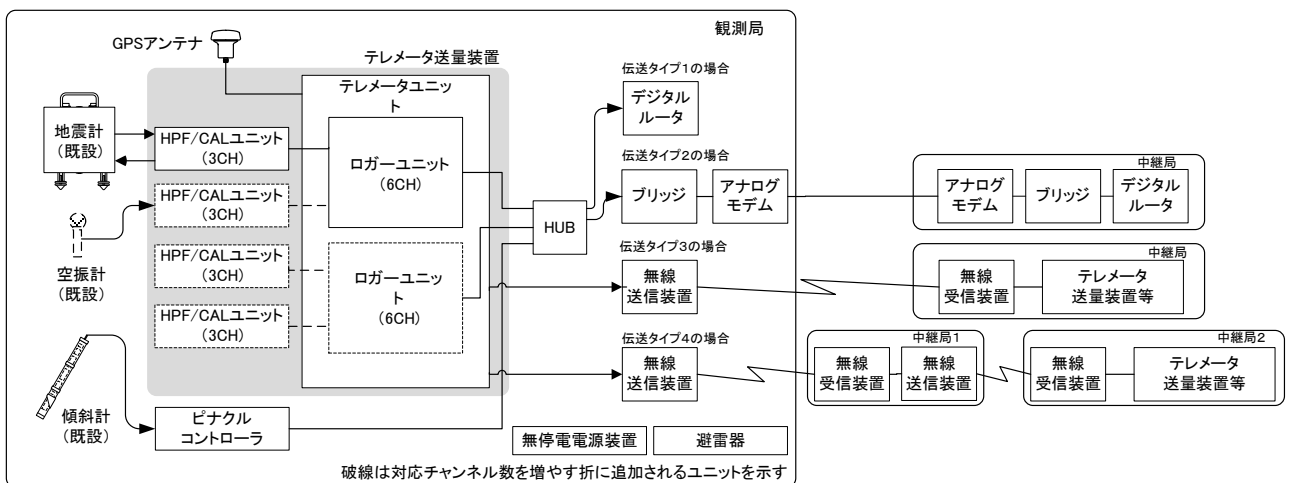 観測局
GPSアンテナ
テレメータ送量装置
テレメータユニッ
ト
地震計
(既設)
HPF/CALユニット
(3CH)
ロガーユニット
(6CH)
HPF/CALユニット
(3CH)
空振計
(既設)
HPF/CALユニット
(3CH)
ロガーユニッ
ト
(6CH)
HPF/CALユニット
(3CH)
傾斜計
(既設)
ピナクル
コントローラ
HUB
伝送タイプ1の場合
デジタル
ルータ
伝送タイプ2の場合
ブリッジ
アナログ
モデム
中継局
アナログ
モデム
ブリッジ
デジタル
ルータ
伝送タイプ3の場合
無線
送信装置
中継局
無線
受信装置
テレメータ
送量装置等
伝送タイプ4の場合
無線
送信装置
中継局1
無線
受信装置
無線
送信装置
中継局2
無線
受信装置
テレメータ
送量装置等
無停電電源装置
避雷器
破線は対応チャンネル数を増やす折に追加されるユニットを示す